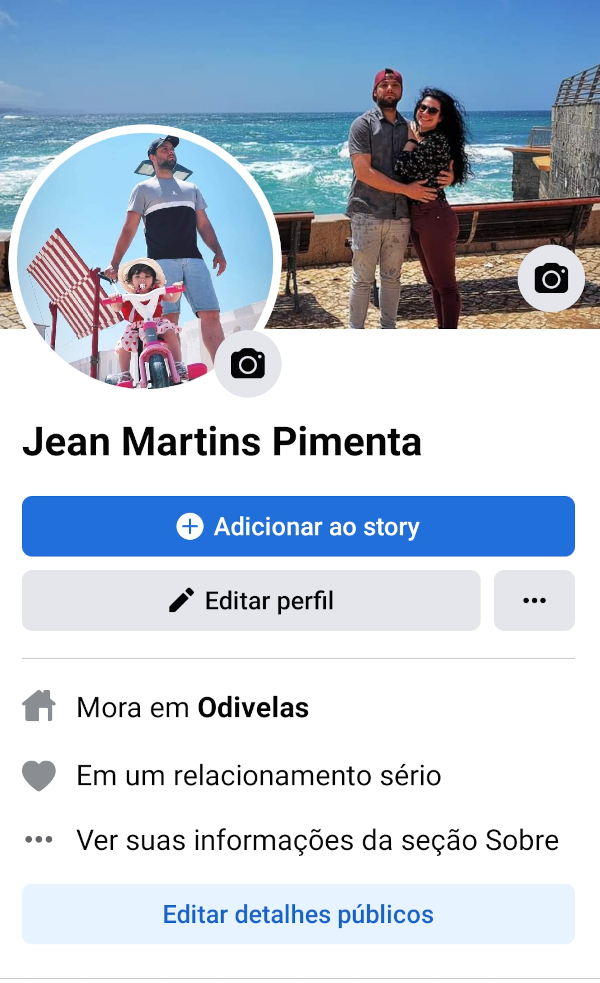 Jean Martins Pimenta
Adicionar ao story
Editar perfil
Mora em Odivelas
Em um relacionamento sério
Ver suas informações da seção Sobre
Editar detalhes públicos